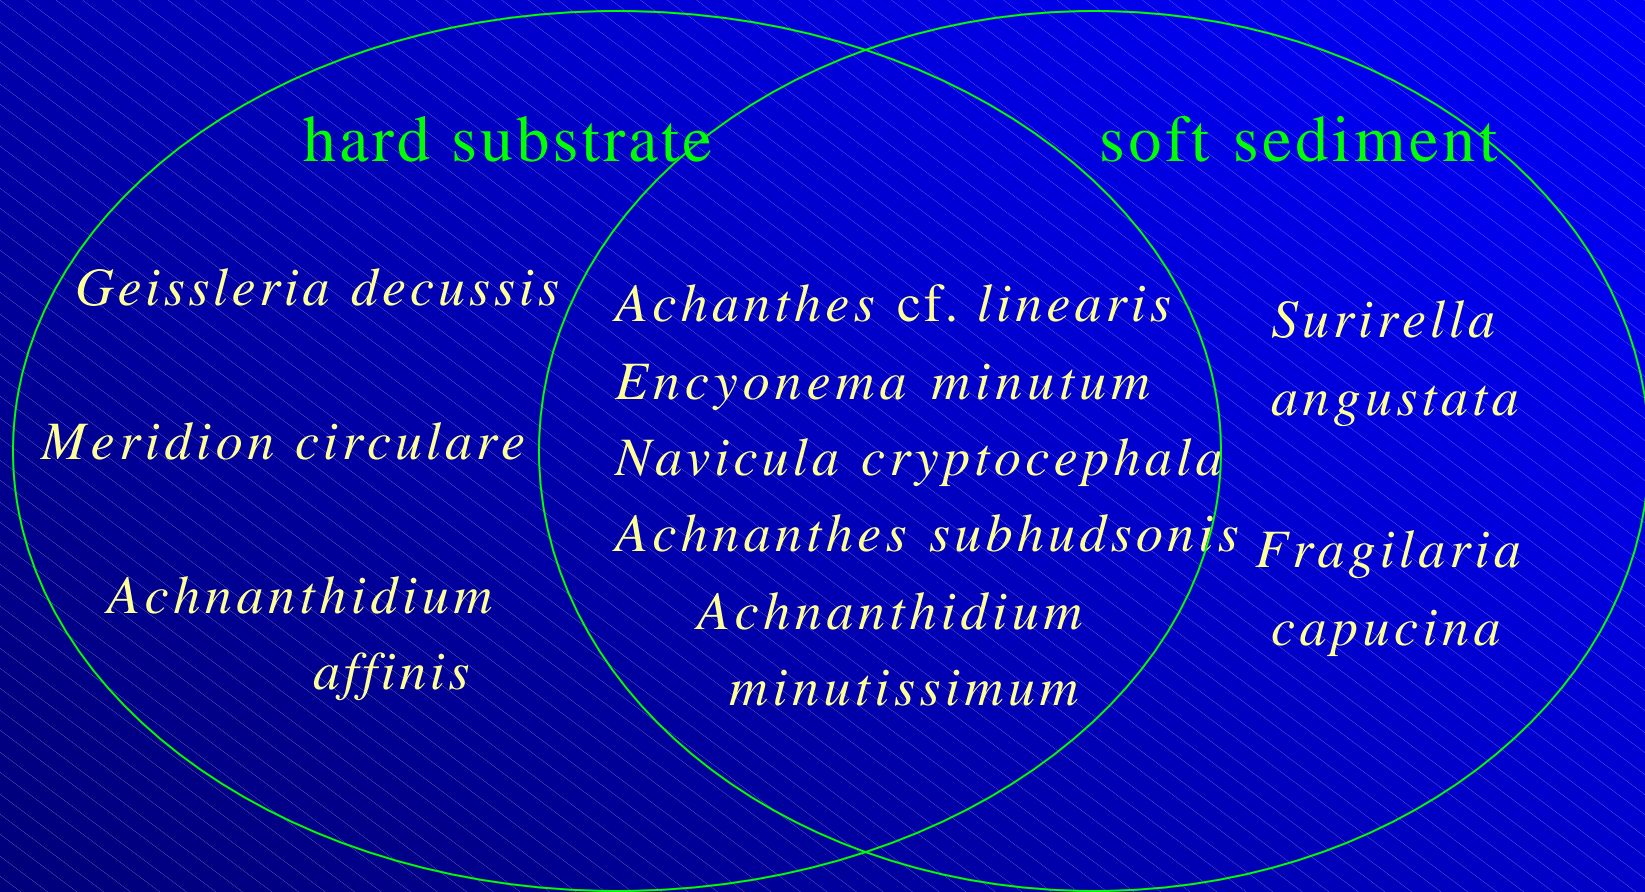 hard substrate
soft sediment
Geissleria decussis
Meridion circulare
Achnanthidium
affinis
Achanthes cf. linearis
Encyonema minutum
Navicula cryptocephala
Achnanthes subhudsonis
Achnanthidium
minutissimum
Surirella
angustata
Fragilaria
capucina